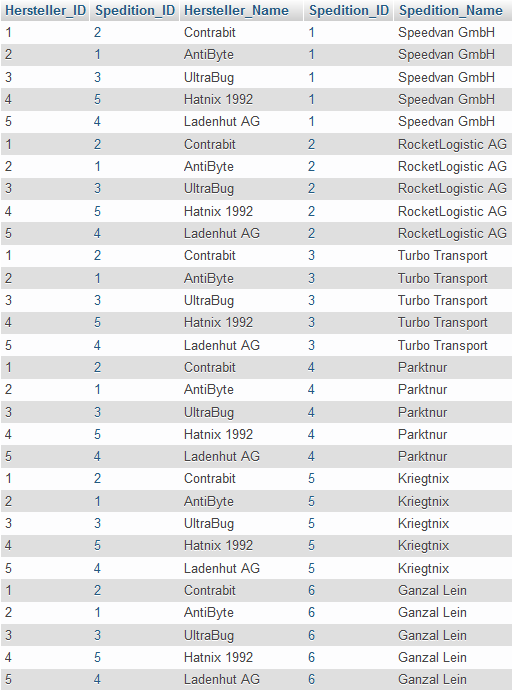 Hersteller_ID Spedition_ID Hersteller_Name Spedition_ID Spedition_Name
1 2 Contrabit 1 Speedvan GmbH
2 1 AntiByte 1 Speedvan GmbH
3 3 UltraBug 1 Speedvan GmbH
4 5 Hatnix 1992 1 Speedvan GmbH
5 4 Ladenhut AG 1 Speedvan GmbH
1 2 Contrabit 2 RocketLogistic AG
2 1 AntiByte 2 RocketLogistic AG
3 3 UltraBug 2 RocketLogistic AG
4 5 Hatnix 1992 2 RocketLogistic AG
5 4 Ladenhut AG 2 RocketLogistic AG
1 2 Contrabit 3 Turbo Transport
2 1 AntiByte 3 Turbo Transport
3 3 UltraBug 3 Turbo Transport
4 5 Hatnix 1992 3 Turbo Transport
5 4 Ladenhut AG 3 Turbo Transport
1 2 Contrabit 4 Parktnur
2 1 AntiByte 4 Parktnur
3 3 UltraBug 4 Parktnur
4 5 Hatnix 1992 4 Parktnur
5 4 Ladenhut AG 4 Parktnur
1 2 Contrabit 5 Kriegtnix
2 1 AntiByte 5 Kriegtnix
3 3 UltraBug 5 Kriegtnix
4 5 Hatnix 1992 5 Kriegtnix
5 4 Ladenhut AG 5 Kriegtnix
1 2 Contrabit 6 Ganzal Lein
2 1 AntiByte 6 Ganzal Lein
3 3 UltraBug 6 Ganzal Lein
4 5 Hatnix 1992 6 Ganzal Lein
5 4 Ladenhut AG 6 Ganzal Lein